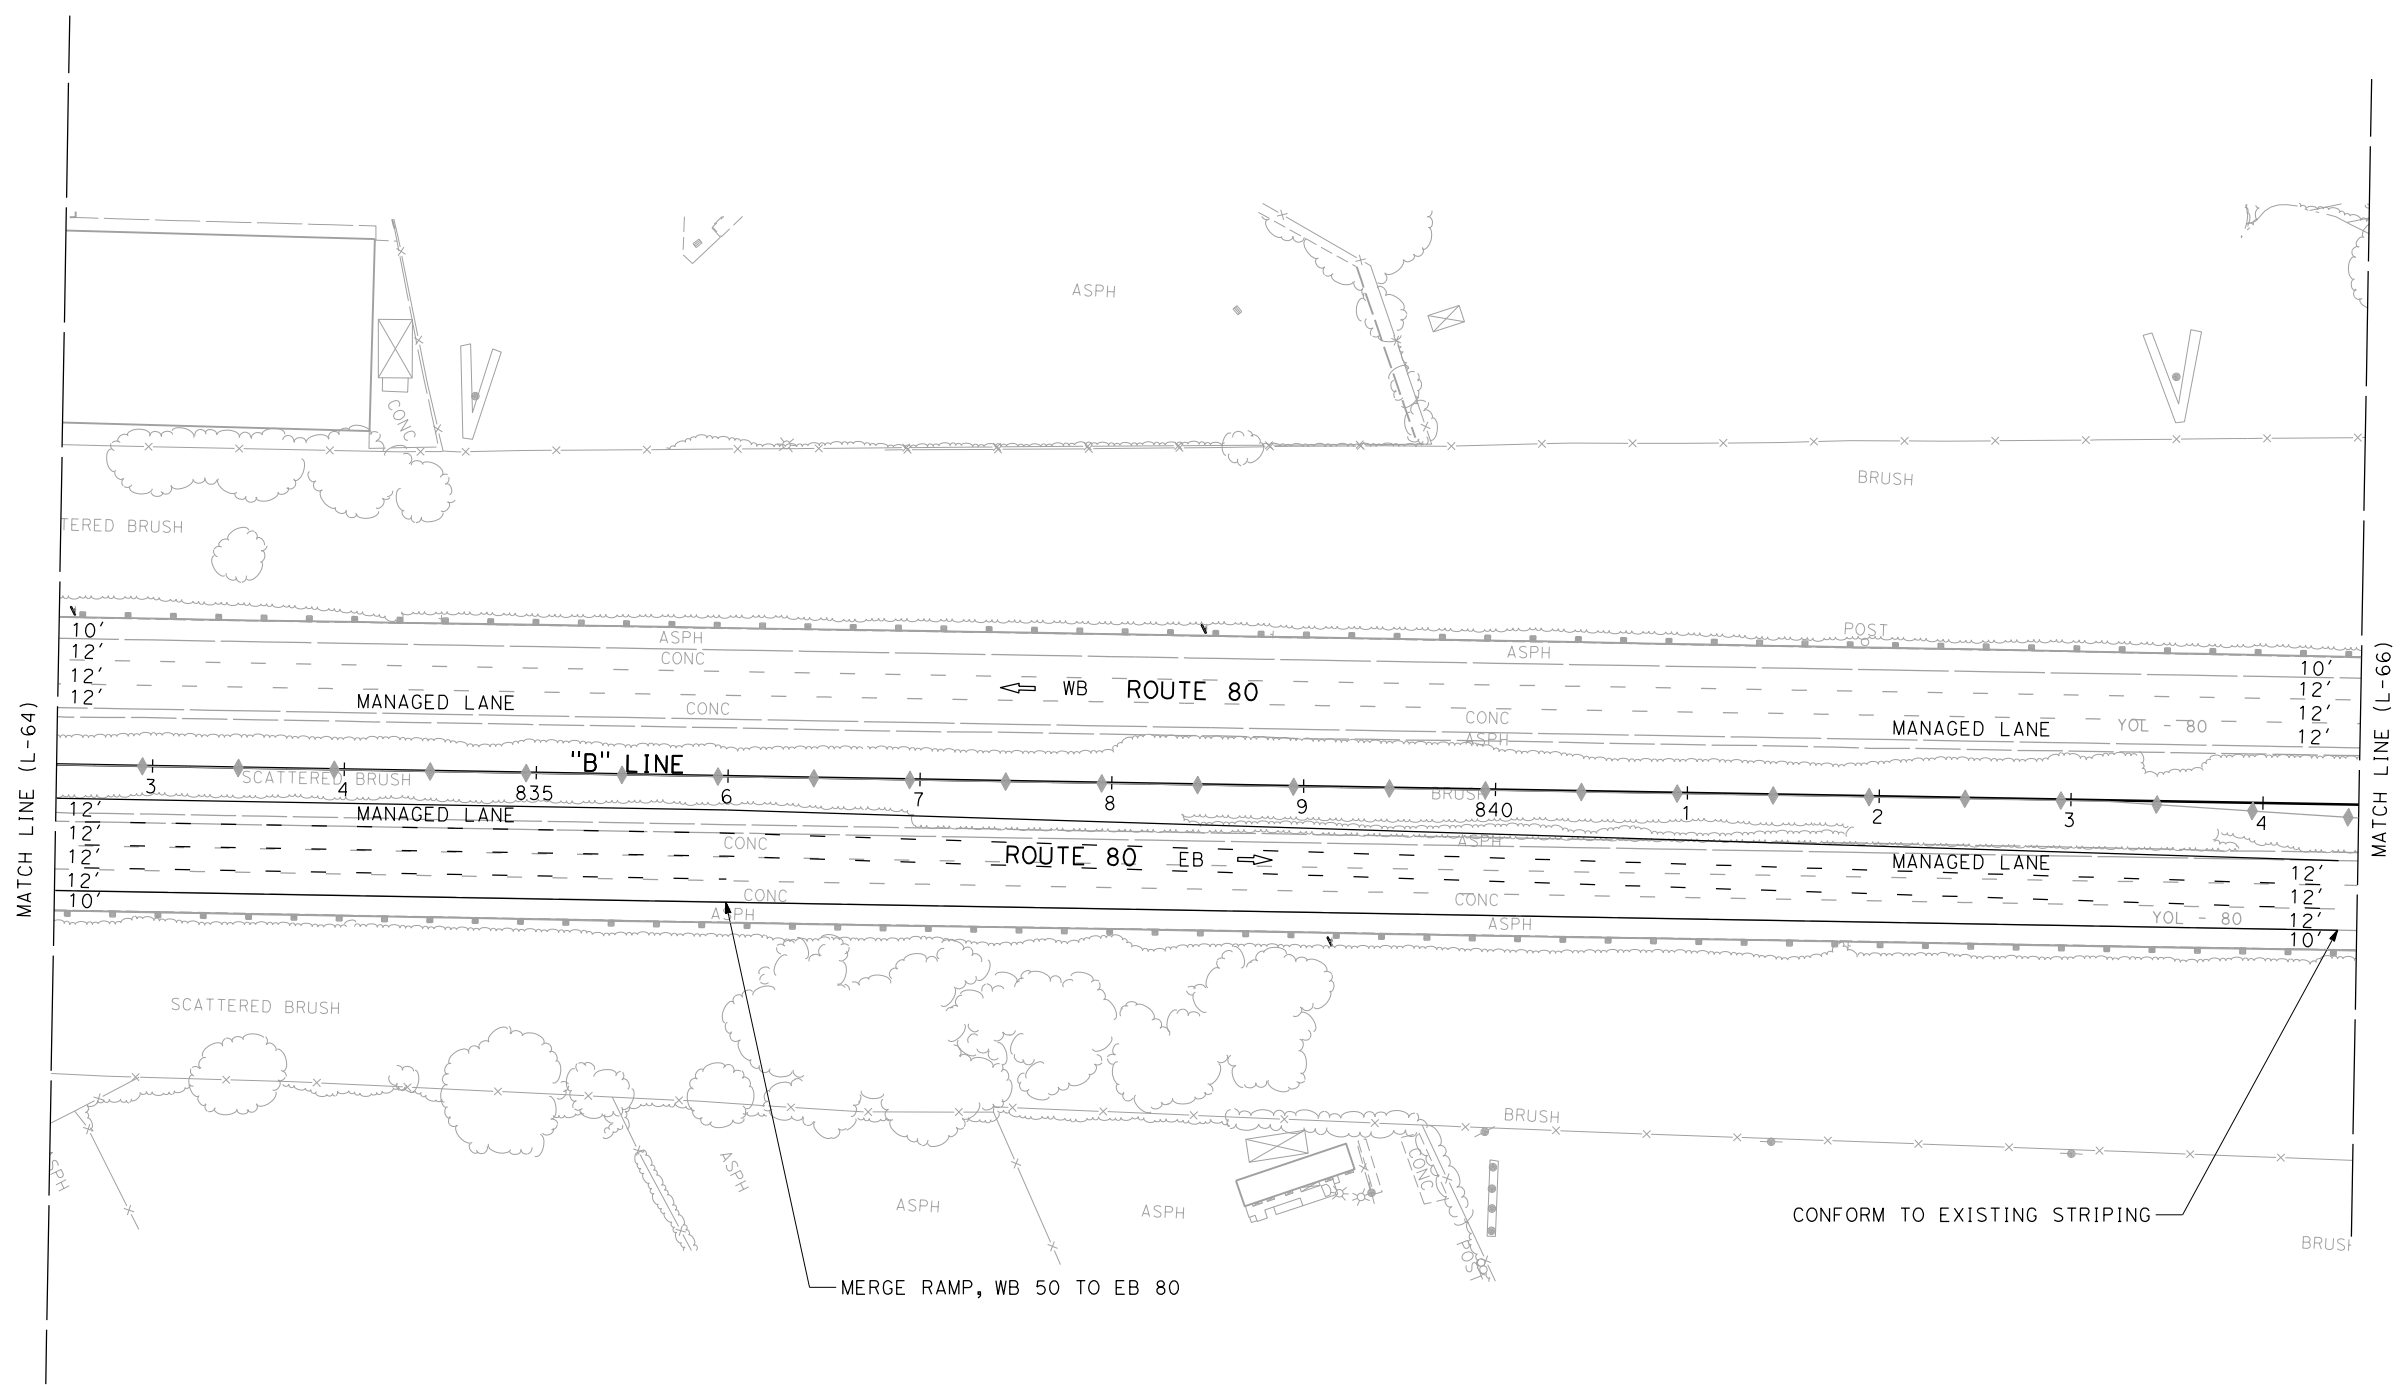 ASPH
CONC
BRUSH
TERED BRUSH
POST
10'
ASPH
12'
CONC
ASPH
10'
12'
WB
ROUTE 80
12'
12'
MANAGED LANE
CONC
12'
CONC
MANAGED LANE
YOL - 80
12'
ASPH
MATCH LINE (L-64)
MATCH LINE (L-66)
"B" LINE
SCATTERED BRUSH
3
4
835
6
7
8
9
BRUSH
840
1
2
3
4
12'
MANAGED LANE
12'
CONC
ASPH
12'
ROUTE 80
EB
MANAGED LANE
12'
12'
CONC
CONC
12'
10'
ASPH
ASPH
YOL - 80
12'
10'
SCATTERED BRUSH
BRUSH
ASPH
ASPH
CONC
ASPH
ASPH
CONFORM TO EXISTING STRIPING
POST
BRUSH
MERGE RAMP, WB 50 TO EB 80